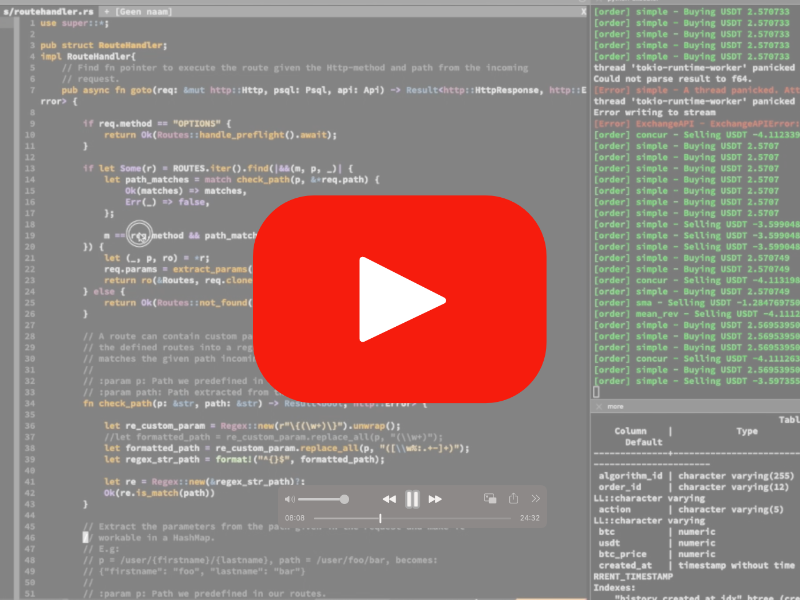 s/routehandler.rs + [Geen naam] X
1 use super::*;
2
3 pub struct RouteHandler;
4 impl RouteHandler{
5 // Find fn pointer to execute the route given the Http-method and path from the incoming
6 // request.
7 pub async fn goto(req: &mut http::Http, psql: Psql, api: Api) -> Result<http::HttpResponse, http::E
rror> {
8
9 if req.method == "OPTIONS" {
10 return Ok(Routes::handle_preflight().await);
11 }
12
13 if let Some(r) = ROUTES.iter().find(|&&(m, p, _)| {
14 let path_matches = match check_path(p, &*req.path) {
15 Ok(matches) => matches,
16 Err(_) => false,
17 };
18
19 m == req.method && path_matc
20 }) {
21 let (_, p, ro) = *r;
22 req.params = extract_params(
23 return ro(&Routes, req.clone
24 } else {
25 return Ok(Routes::not_found(
26 }
27
28 // A route can contain custom pa
29 // the defined routes into a reg
30 // matches the given path incomi
31 //
32 // :param p: Path we predefined in
33 // :param path: Path extracted from t
34 fn check_path(p: &str, path: &str) -> Result<bool, http::Error> {
35
36 let re_custom_param = Regex::new(r"\{(\w+)\}").unwrap();
37 //let formatted_path = re_custom_param.replace_all(p, "(\\w+)");
38 let formatted_path = re_custom_param.replace_all(p, "([\\w%:.+-]+)");
39 let regex_str_path = format!("^{}$", formatted_path);
40
41 let re = Regex::new(&regex_str_path)?;
42 Ok(re.is_match(path))
43 }
44
45 // Extract the parameters from the path
46 // workable in a HashMap.
47 // E.g:
48 // p = /user/{firstname}/{lastname}, path = /user/foo/bar, becomes:
49 // {"firstname": "foo", "lastname": "bar"}
50 //
51 // :param p: Path we predefined in our routes.
08:08 24:32
[order] simple - Buying USDT 2.570733
[order] simple - Buying USDT 2.570733
[order] simple - Buying USDT 2.570733
[order] simple - Buying USDT 2.570733
[order] simple - Buying USDT 2.570733
thread 'tokio-runtime-worker' panicked
Could not parse result to f64.
[Error] simple - A thread panicked. Att
thread 'tokio-runtime-worker' panicked
Error writing to stream
[Error] ExchangeAPI - ExchangeAPIError:
[order] concur - Selling USDT -4.112339
[order] simple - Buying USDT 2.5707
[order] simple - Buying USDT 2.5707
[order] simple - Buying USDT 2.5707
[order] simple - Buying USDT 2.5707
[order] simple - Buying USDT 2.5707
[order] simple - Buying USDT 2.5707
[order] simple - Buying USDT 2.5707
[order] simple - Selling USDT -3.599048
[order] simple - Selling USDT -3.599048
[order] simple - Selling USDT -3.599048
[order] simple - Buying USDT 2.570749
[order] simple - Buying USDT 2.570749
[order] concur - Selling USDT -4.113198
[order] simple - Buying USDT 2.570749
[order] sma - Selling USDT -1.284769750
[order] mean_rev - Selling USDT -4.1112
[order] simple - Buying USDT 2.56953950
[order] simple - Buying USDT 2.56953950
[order] simple - Buying USDT 2.56953950
[order] concur - Selling USDT -4.111263
[order] simple - Buying USDT 2.56953950
[order] simple - Selling USDT -3.597355
more
Tabl
Column | Type
Default
algorithm_id | character varying(255)
order_id | character varying(12)
LL::character varying
action | character varying(5)
LL::character varying
btc | numeric
usdt | numeric
btc_price | numeric
created_at | timestamp without time
RRENT_TIMESTAMP
Indexes:
"history_created_at_idx" btree (cre